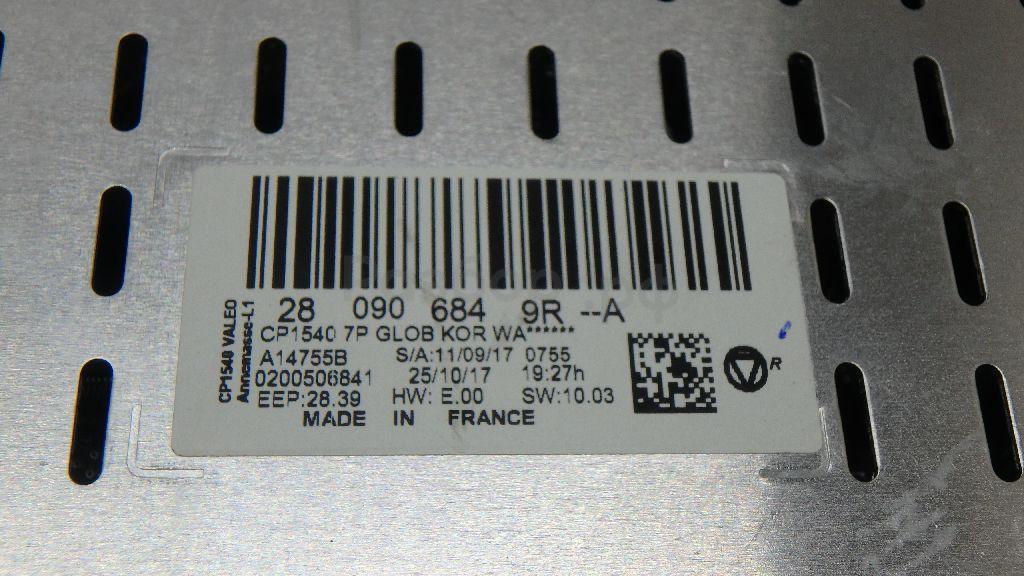 CP1540 VALEO
Annemasse-L1
28 090 684 9R --A
CP1540 7P GLOB KOR WA******
A14755B S/A:11/09/17 0755
0200506841 25/10/17 19:27h
EEP:28.39 HW: E.00 SW:10.03
MADE IN FRANCE
R